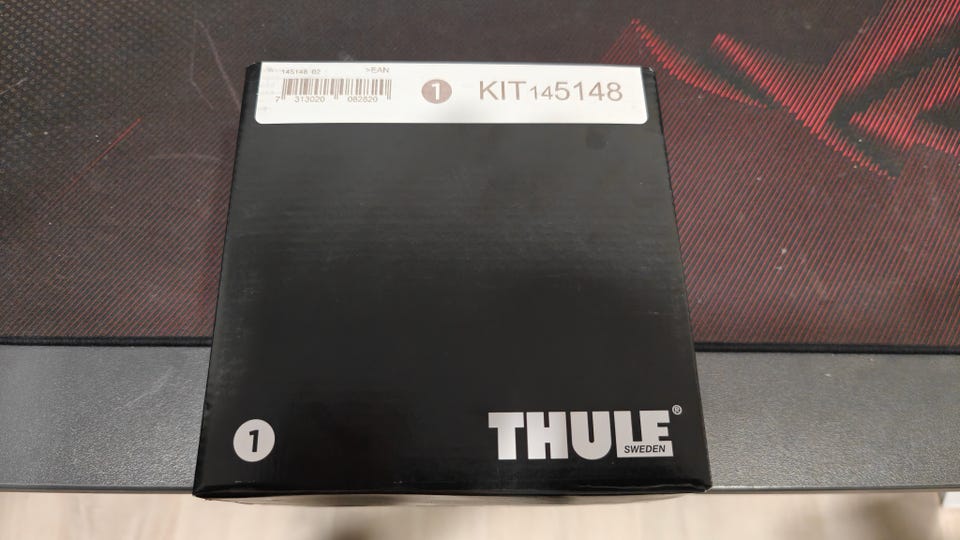 145148 02 >EAN
7 313020 082820
1 KIT145148
THULE®
SWEDEN
1